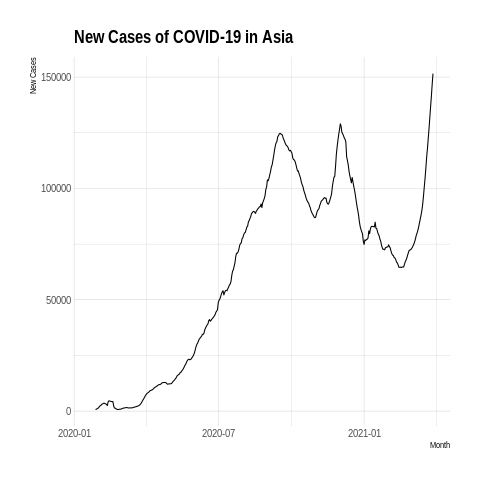 New Cases of COVID-19 in Asia
New Cases
150000
100000
50000
0
2020-01 2020-07 2021-01
Month